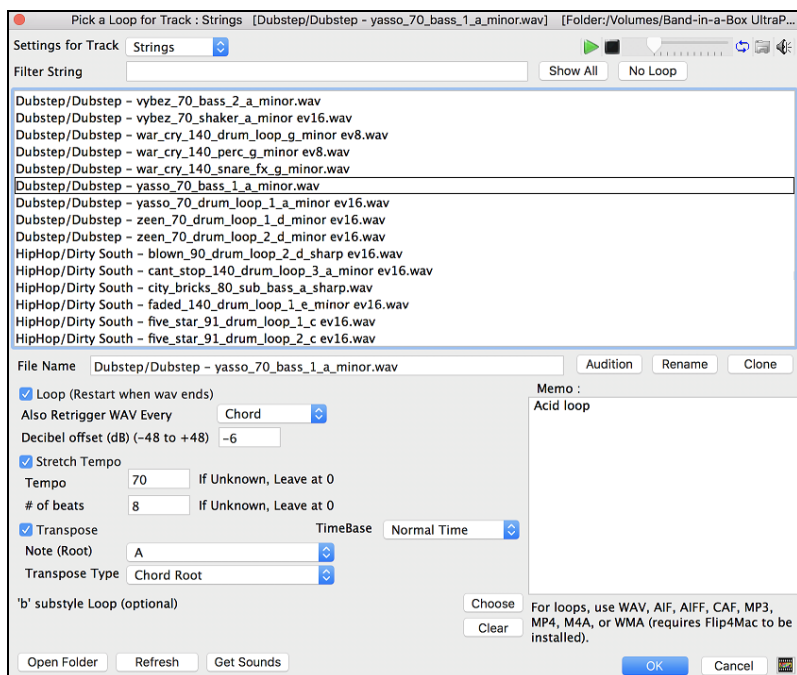 Pick a Loop for Track : Strings [Dubstep/Dubstep - yasso_70_bass_1_a_minor.wav] [Folder:/Volumes/Band-in-a-Box UltraP...
Settings for Track Strings
Filter String Show All No Loop
Dubstep/Dubstep - vybez_70_bass_2_a_minor.wav
Dubstep/Dubstep - vybez_70_shaker_a_minor ev16.wav
Dubstep/Dubstep - war_cry_140_drum_loop_g_minor ev8.wav
Dubstep/Dubstep - war_cry_140_perc_g_minor ev8.wav
Dubstep/Dubstep - war_cry_140_snare_fx_g_minor.wav
Dubstep/Dubstep - yasso_70_bass_1_a_minor.wav
Dubstep/Dubstep - yasso_70_drum_loop_1_a_minor ev16.wav
Dubstep/Dubstep - zeen_70_drum_loop_1_d_minor ev16.wav
Dubstep/Dubstep - zeen_70_drum_loop_2_d_minor ev16.wav
HipHop/Dirty South - blown_90_drum_loop_2_d_sharp ev16.wav
HipHop/Dirty South - cant_stop_140_drum_loop_3_a_minor ev16.wav
HipHop/Dirty South - city_bricks_80_sub_bass_a_sharp.wav
HipHop/Dirty South - faded_140_drum_loop_1_e_minor ev16.wav
HipHop/Dirty South - five_star_91_drum_loop_1_c ev16.wav
HipHop/Dirty South - five_star_91_drum_loop_2_c ev16.wav
File Name Dubstep/Dubstep - yasso_70_bass_1_a_minor.wav Audition Rename Clone
Loop (Restart when wav ends)
Also Retrigger WAV Every Chord
Decibel offset (dB) (-48 to +48) -6
Stretch Tempo
Tempo 70 If Unknown, Leave at 0
# of beats 8 If Unknown, Leave at 0
Transpose TimeBase Normal Time
Note (Root) A
Transpose Type Chord Root
'b' substyle Loop (optional) Choose
Clear
Memo :
Acid loop
For loops, use WAV, AIF, AIFF, CAF, MP3,
MP4, M4A, or WMA (requires Flip4Mac to be
installed).
Open Folder Refresh Get Sounds OK Cancel